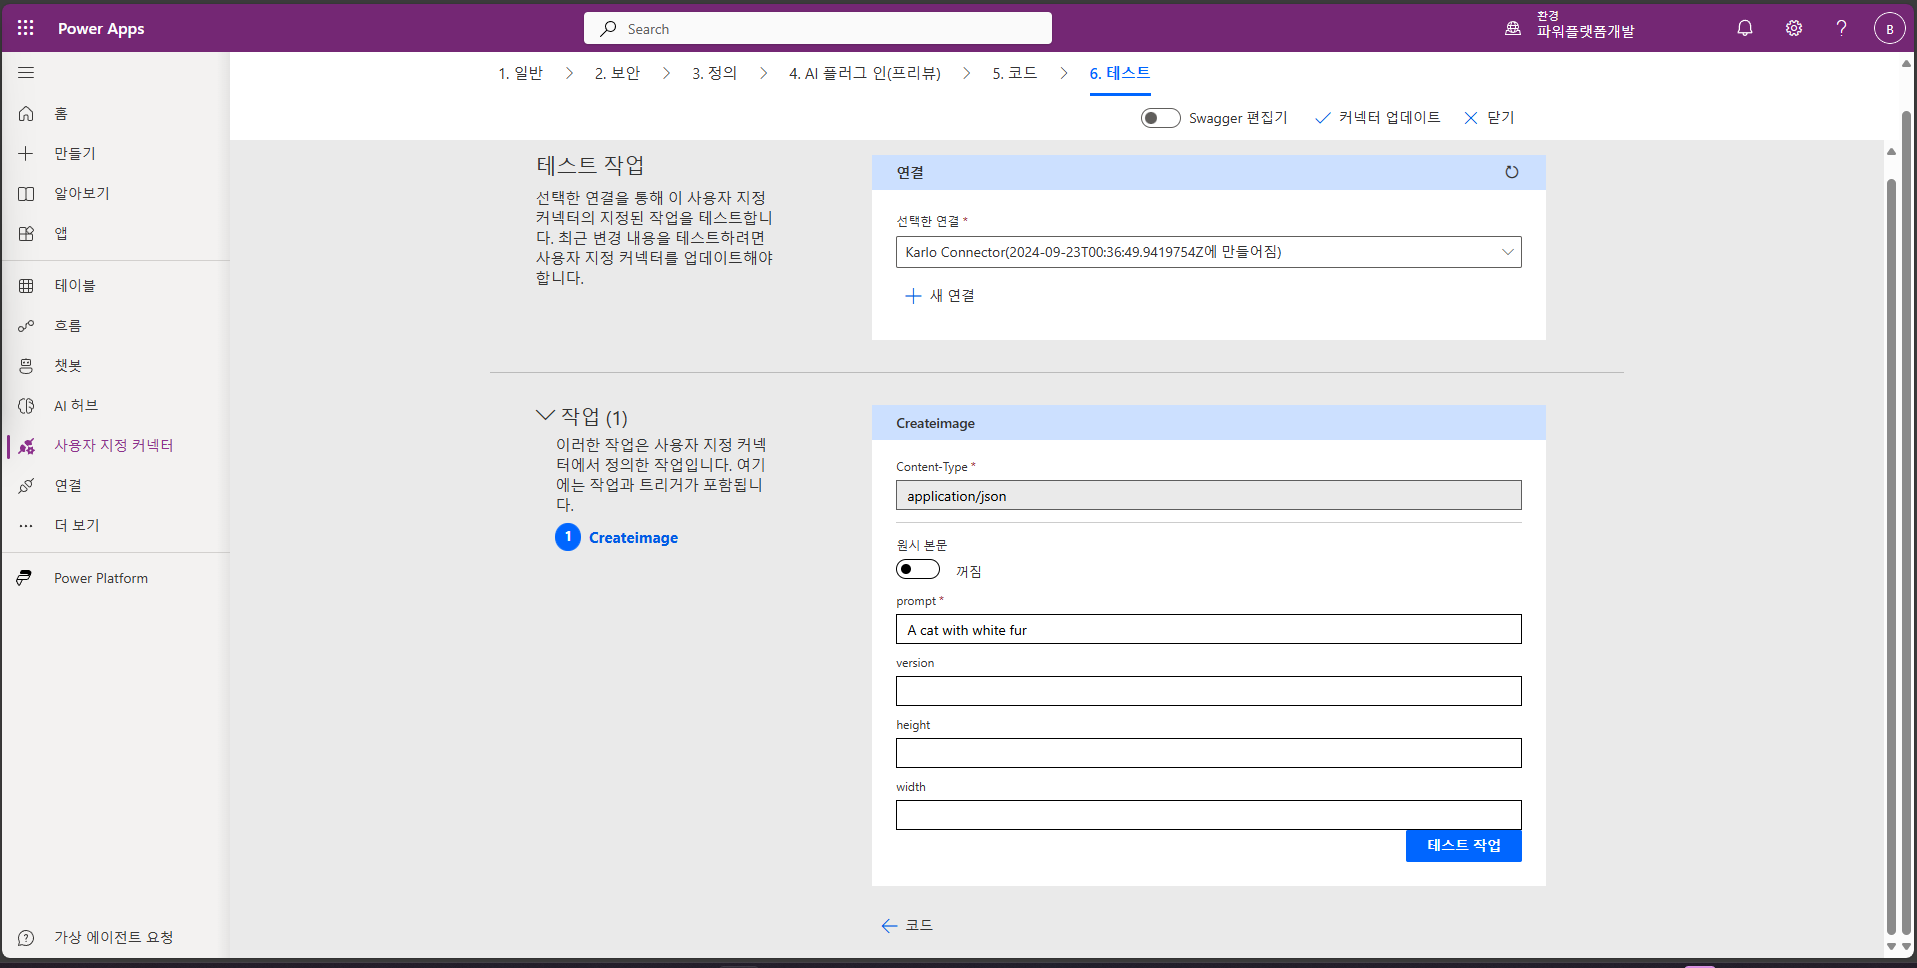 Power Apps
Search
환경
파워플랫폼개발
?
B
1. 일반
2. 보안
3. 정의
4. AI 플러그 인(프리뷰)
5. 코드
6. 테스트
Swagger 편집기
커넥터 업데이트
닫기
홈
만들기
알아보기
앱
테이블
흐름
챗봇
AI 허브
사용자 지정 커넥터
연결
더 보기
Power Platform
가상 에이전트 요청
테스트 작업
선택한 연결을 통해 이 사용자 지정
커넥터의 지정된 작업을 테스트합니
다. 최근 변경 내용을 테스트하려면
사용자 지정 커넥터를 업데이트해야
합니다.
연결
선택한 연결 *
Karlo Connector(2024-09-23T00:36:49.9419754Z에 만들어짐)
새 연결
작업 (1)
이러한 작업은 사용자 지정 커넥
터에서 정의한 작업입니다. 여기
에는 작업과 트리거가 포함됩니
다.
1 Createimage
Createimage
Content-Type *
application/json
원시 본문
꺼짐
prompt *
A cat with white fur
version
height
width
테스트 작업
코드